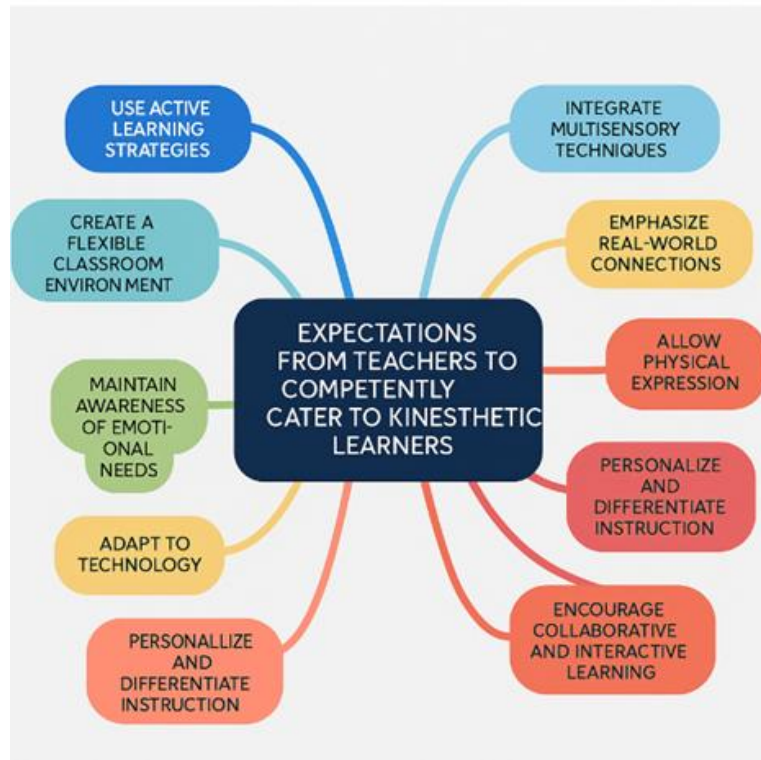 USE ACTIVE
LEARNING
STRATEGIES
INTEGRATE
MULTISENSORY
TECHNIQUES
CREATE A
FLEXIBLE
CLASSROOM
ENVIRONMENT
EMPHASIZE
REAL-WORLD
CONNECTIONS
EXPECTATIONS
FROM TEACHERS TO
COMPETENTLY
CATER TO KINESTHETIC
LEARNERS
ALLOW
PHYSICAL
EXPRESSION
MAINTAIN
AWARENESS
OF EMOTI-
ONAL
NEEDS
PERSONALIZE AND
AND DIFFERENTIATE
INSTRUCTION
ADAPT TO
TECHNOLOGY
ENCOURAGE
COLLABORATIVE
AND INTERACTIVE
LEARNING
PERSONALLIZE
AND
DIFFERENTIATE
INSTRUCTION